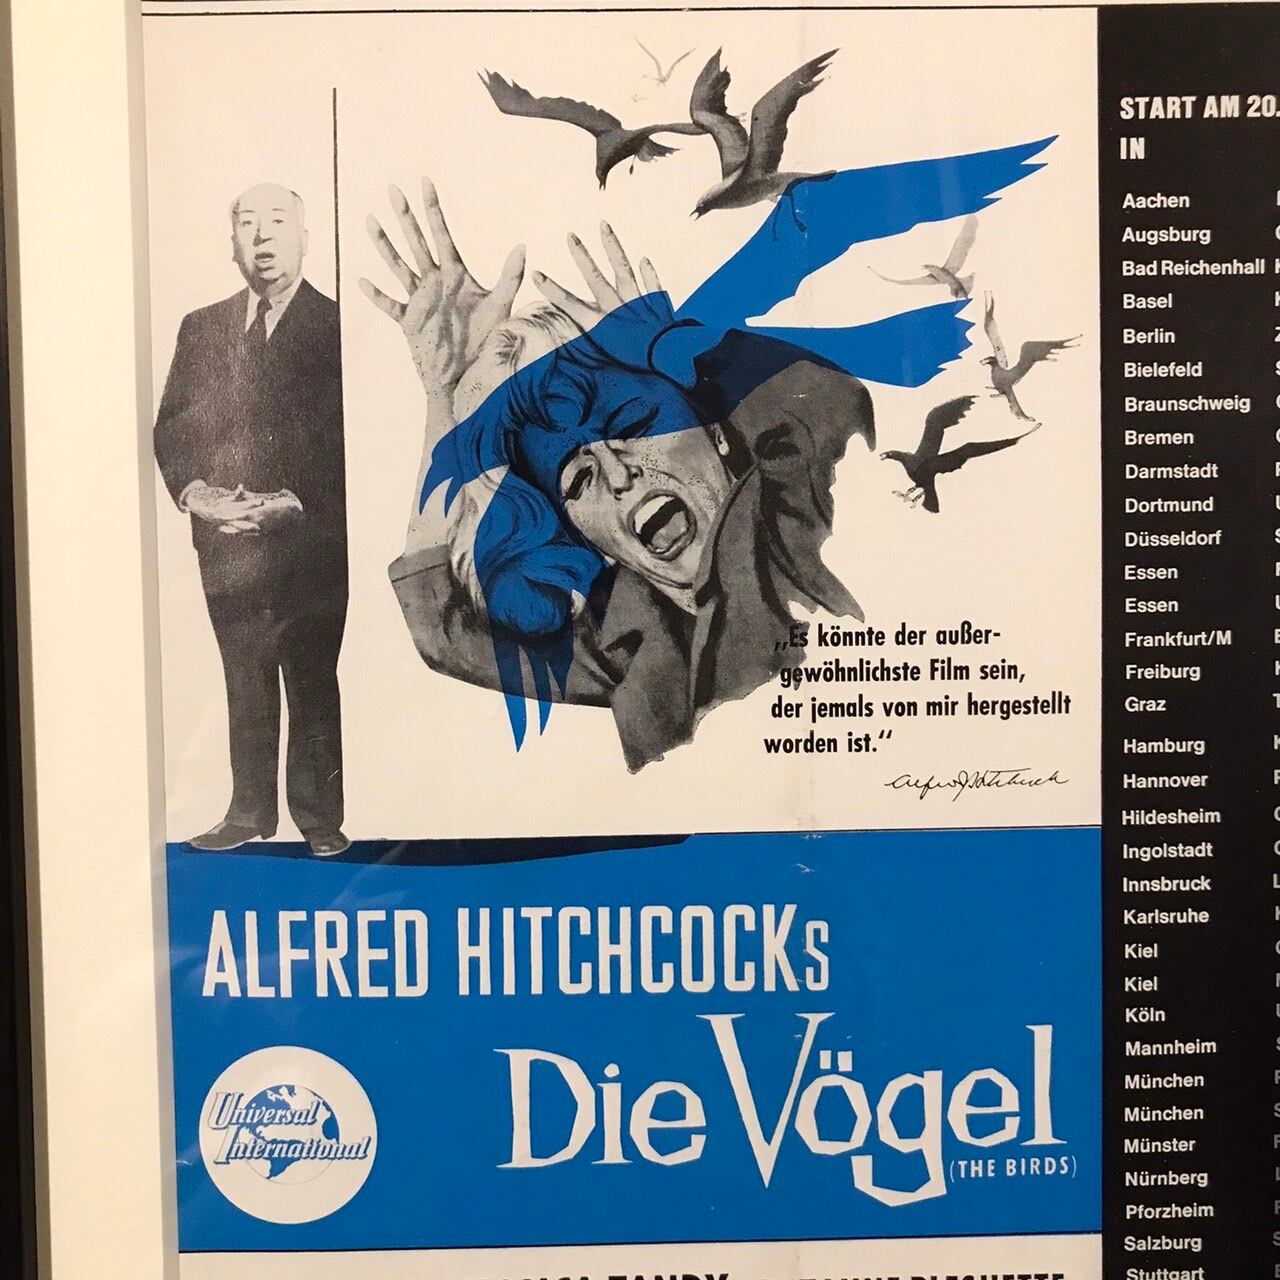 „Es könnte der außer-
gewöhnlichste Film sein,
der jemals von mir hergestellt
worden ist.“
Alfred J Hitchcock
ALFRED HITCHCOCKs
Die Vögel
(THE BIRDS)
Universal
International
START AM 20.
IN
Aachen
Augsburg
Bad Reichenhall
Basel
Berlin
Bielefeld
Braunschweig
Bremen
Darmstadt
Dortmund
Düsseldorf
Essen
Essen
Frankfurt/M
Freiburg
Graz
Hamburg
Hannover
Hildesheim
Ingolstadt
Innsbruck
Karlsruhe
Kiel
Kiel
Köln
Mannheim
München
München
Münster
Nürnberg
Pforzheim
Salzburg
Stuttgart